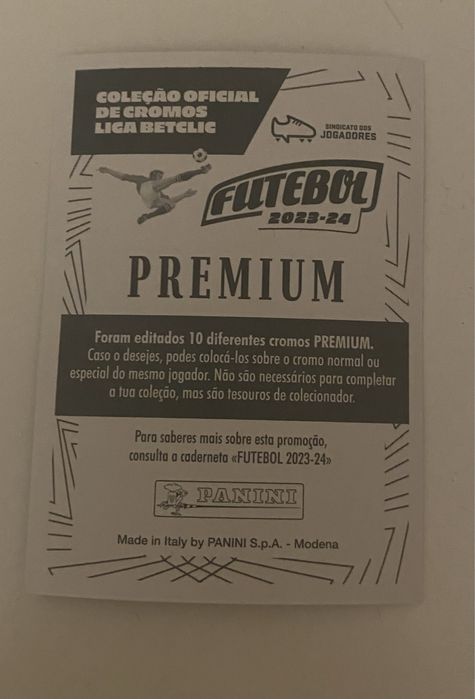 COLEÇÃO OFICIAL
DE CROMOS
LIGA BETCLIC
SINDICATO DOS
JOGADORES
FUTEBOL
2023-24
PREMIUM
Foram editados 10 diferentes cromos PREMIUM.
Caso o desejes, podes colocá-los sobre o cromo normal ou
especial do mesmo jogador. Não são necessários para completar
a tua coleção, mas são tesouros de colecionador.
Para saberes mais sobre esta promoção,
consulta a caderneta «FUTEBOL 2023-24»
PANINI
Made in Italy by PANINI S.p.A. - Modena